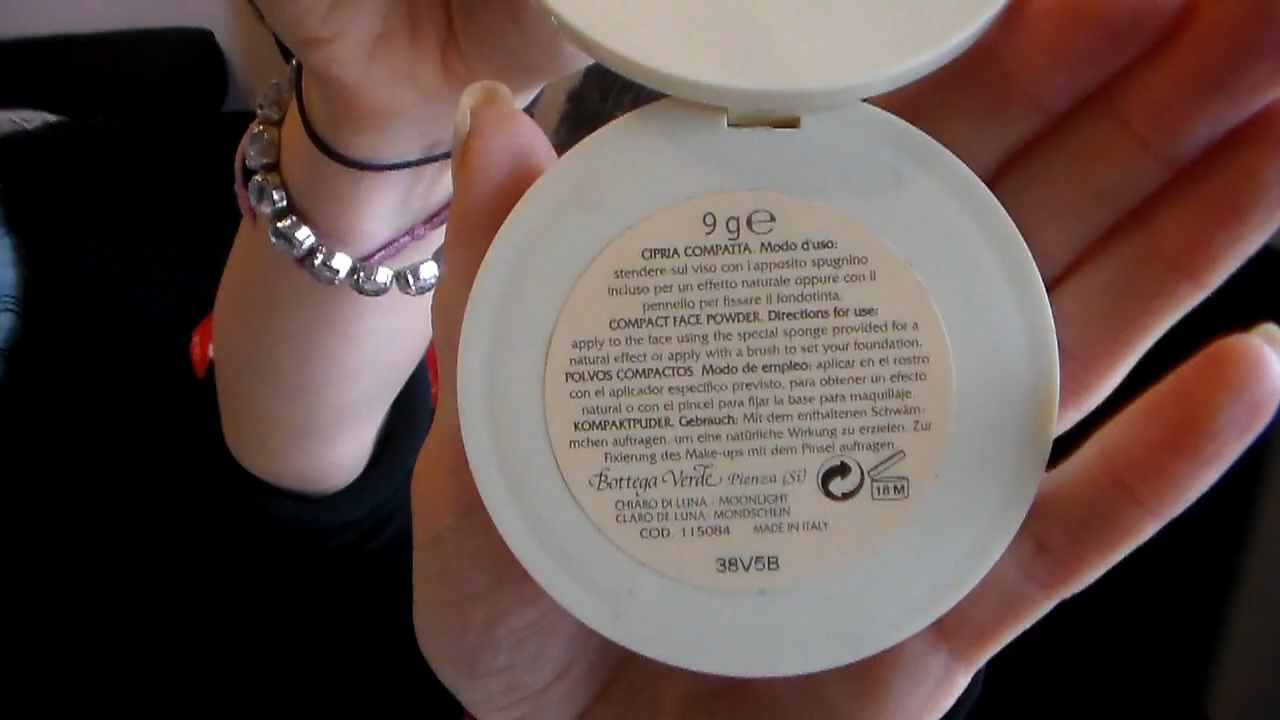 9 g ℮
CIPRIA COMPATTA. Modo d'uso:
stendere sul viso con l'apposito spugnino
incluso per un effetto naturale oppure con il
pennello per fissare il fondotinta.
COMPACT FACE POWDER. Directions for use:
apply to the face using the special sponge provided for a
natural effect or apply with a brush to set your foundation.
POLVOS COMPACTOS. Modo de empleo: aplicar en el rostro
con el aplicador específico previsto, para obtener un efecto
natural o con el pincel para fijar la base para maquillaje.
KOMPAKTPUDER. Gebrauch: Mit dem enthaltenen Schwäm-
mchen auftragen, um eine natürliche Wirkung zu erzielen. Zur
Fixierung des Make-ups mit dem Pinsel auftragen.
Bottega Verde, Pienza (Si)
18 M
CHIARO DI LUNA - MOONLIGHT
CLARO DE LUNA - MONDSCHEIN
COD. 115084 MADE IN ITALY
38V5B